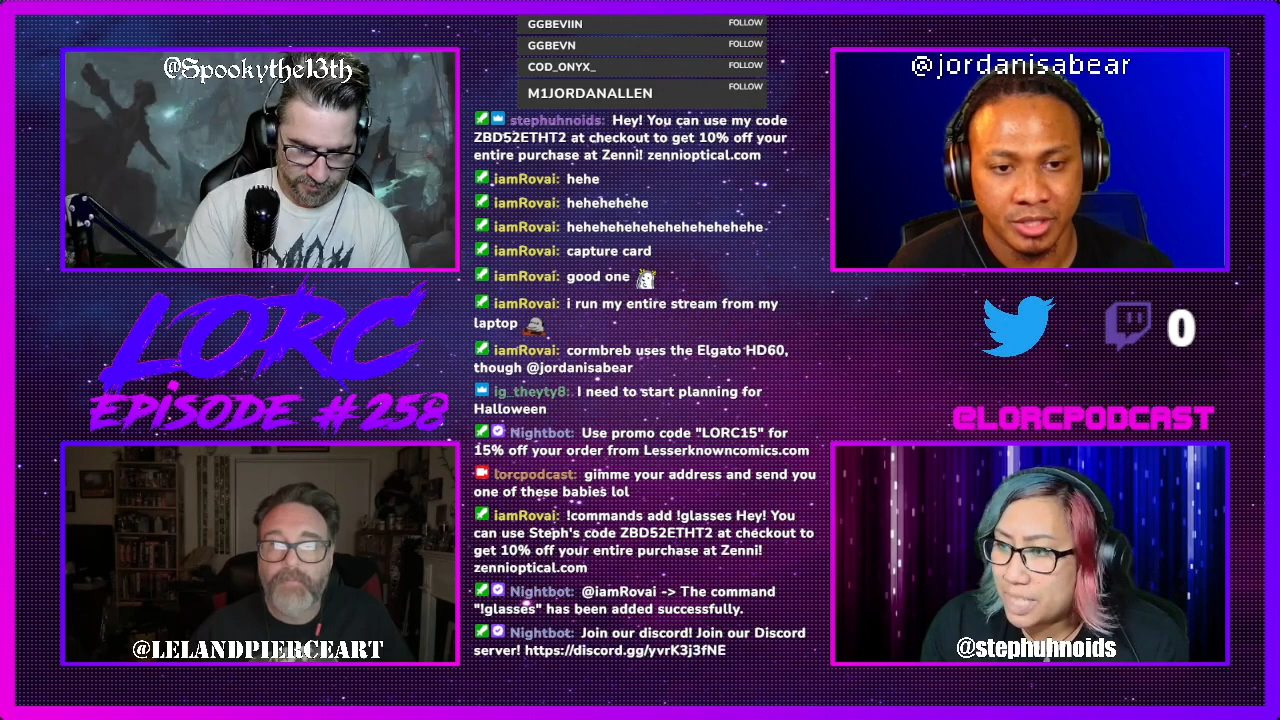 GGBEVIIN FOLLOW
GGBEVN FOLLOW
COD_ONYX_ FOLLOW
M1JORDANALLEN FOLLOW
@Spookythe13th
@jordanisabear
stephuhnoids: Hey! You can use my code
ZBD52ETHT2 at checkout to get 10% off your
entire purchase at Zenni! zennioptical.com
iamRovai: hehe
iamRovai: hehehehehe
iamRovai: hehehehehehehehehehehehe
iamRovai: capture card
iamRovai: good one
iamRovai: i run my entire stream from my
laptop
iamRovai: cormbreb uses the Elgato HD60,
though @jordanisabear
ig_theyty8: I need to start planning for
Halloween
Nightbot: Use promo code "LORC15" for
15% off your order from Lesserknowncomics.com
lorcpodcast: gimme your address and send you
one of these babies lol
iamRovai: !commands add !glasses Hey! You
can use Steph's code ZBD52ETHT2 at checkout to
get 10% off your entire purchase at Zenni!
zennioptical.com
Nightbot: @iamRovai -> The command
"!glasses" has been added successfully.
Nightbot: Join our discord! Join our Discord
server! https://discord.gg/yvrK3j3fNE
LORC
EPISODE #258
0
@LORCPODCAST
@LELANDPIERCEART
@stephuhnoids